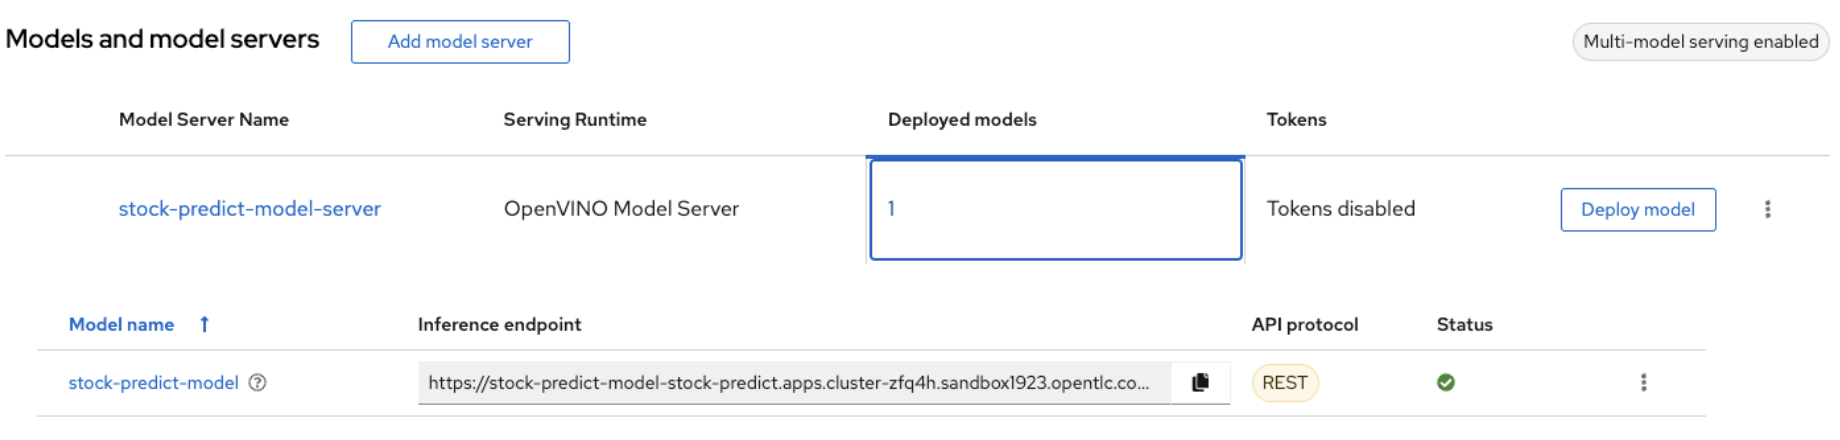 Models and model servers Add model server Multi-model serving enabled
Model Server Name Serving Runtime Deployed models Tokens
stock-predict-model-server OpenVINO Model Server 1 Tokens disabled Deploy model
Model name ↑ Inference endpoint API protocol Status
stock-predict-model https://stock-predict-model-stock-predict.apps.cluster-zfq4h.sandbox1923.opentlc.co... REST